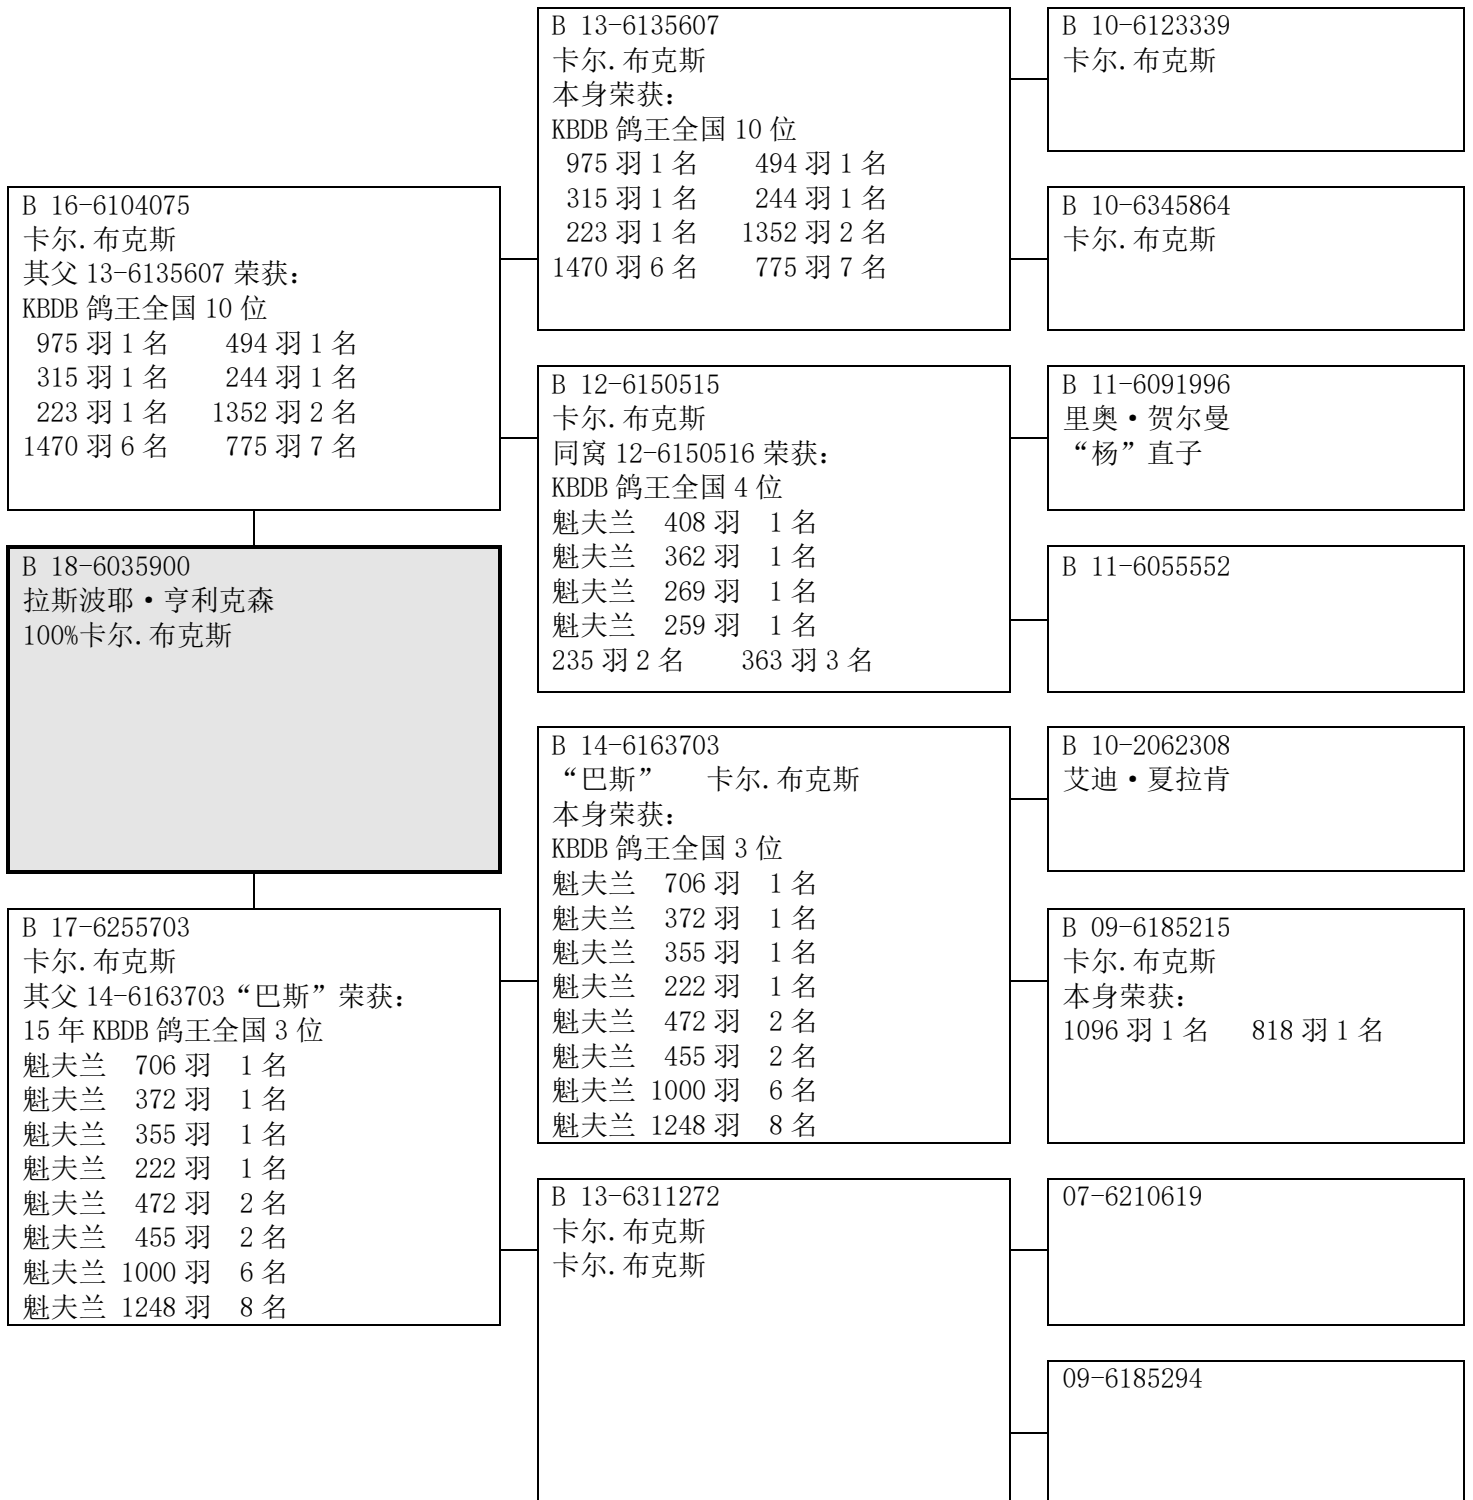 B 16-6104075
卡尔.布克斯
其父 13-6135607 荣获：
KBDB 鸽王全国 10 位
975 羽 1 名 494 羽 1 名
315 羽 1 名 244 羽 1 名
223 羽 1 名 1352 羽 2 名
1470 羽 6 名 775 羽 7 名
B 18-6035900
拉斯波耶·亨利克森
100%卡尔.布克斯
B 17-6255703
卡尔.布克斯
其父 14-6163703“巴斯”荣获：
15 年 KBDB 鸽王全国 3 位
魁夫兰 706 羽 1 名
魁夫兰 372 羽 1 名
魁夫兰 355 羽 1 名
魁夫兰 222 羽 1 名
魁夫兰 472 羽 2 名
魁夫兰 455 羽 2 名
魁夫兰 1000 羽 6 名
魁夫兰 1248 羽 8 名
B 13-6135607
卡尔.布克斯
本身荣获：
KBDB 鸽王全国 10 位
975 羽 1 名 494 羽 1 名
315 羽 1 名 244 羽 1 名
223 羽 1 名 1352 羽 2 名
1470 羽 6 名 775 羽 7 名
B 12-6150515
卡尔.布克斯
同窝 12-6150516 荣获：
KBDB 鸽王全国 4 位
魁夫兰 408 羽 1 名
魁夫兰 362 羽 1 名
魁夫兰 269 羽 1 名
魁夫兰 259 羽 1 名
235 羽 2 名 363 羽 3 名
B 14-6163703
“巴斯” 卡尔.布克斯
本身荣获：
KBDB 鸽王全国 3 位
魁夫兰 706 羽 1 名
魁夫兰 372 羽 1 名
魁夫兰 355 羽 1 名
魁夫兰 222 羽 1 名
魁夫兰 472 羽 2 名
魁夫兰 455 羽 2 名
魁夫兰 1000 羽 6 名
魁夫兰 1248 羽 8 名
B 13-6311272
卡尔.布克斯
卡尔.布克斯
B 10-6123339
卡尔.布克斯
B 10-6345864
卡尔.布克斯
B 11-6091996
里奥·贺尔曼
“杨”直子
B 11-6055552
B 10-2062308
艾迪·夏拉肯
B 09-6185215
卡尔.布克斯
本身荣获：
1096 羽 1 名 818 羽 1 名
07-6210619
09-6185294